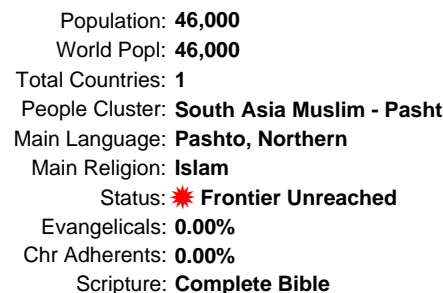 Population: 46,000
World Popl: 46,000
Total Countries: 1
People Cluster: South Asia Muslim - Pasht
Main Language: Pashto, Northern
Main Religion: Islam
Status: Frontier Unreached
Evangelicals: 0.00%
Chr Adherents: 0.00%
Scripture: Complete Bible